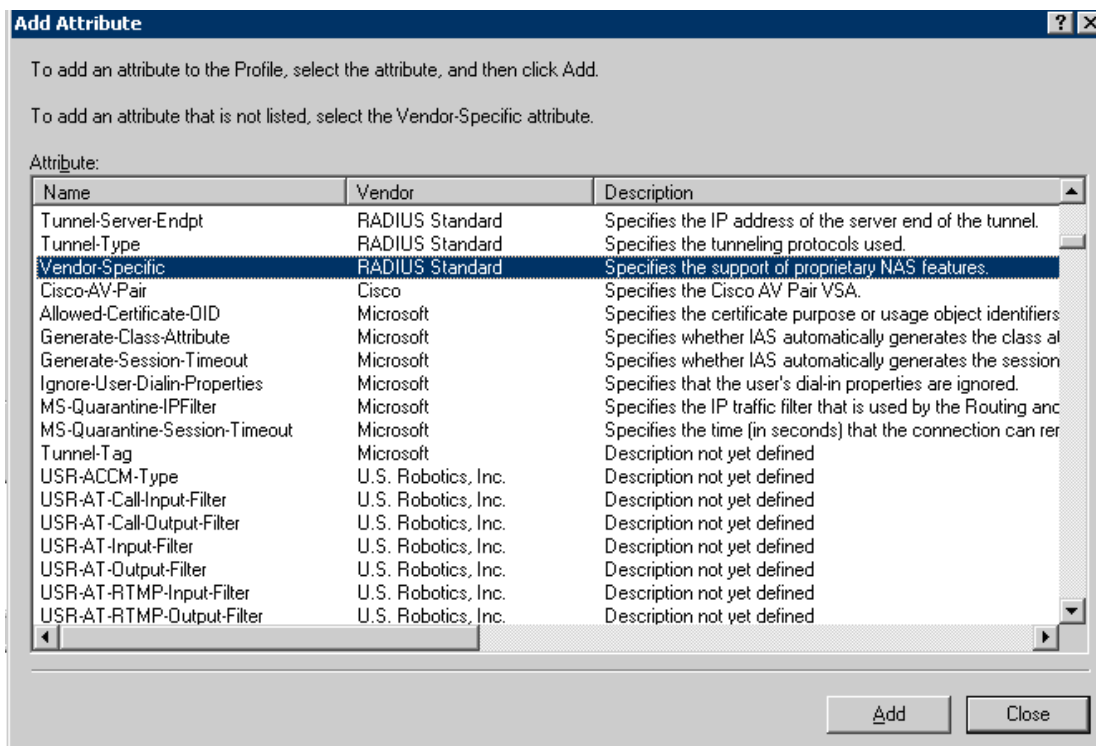 Add Attribute
To add an attribute to the Profile, select the attribute, and then click Add.
To add an attribute that is not listed, select the Vendor-Specific attribute.
Attribute:
Name Vendor Description
Tunnel-Server-Endpt RADIUS Standard Specifies the IP address of the server end of the tunnel.
Tunnel-Type RADIUS Standard Specifies the tunneling protocols used.
Vendor-Specific RADIUS Standard Specifies the support of proprietary NAS features.
Cisco-AV-Pair Cisco Specifies the Cisco AV Pair VSA.
Allowed-Certificate-OID Microsoft Specifies the certificate purpose or usage object identifiers
Generate-Class-Attribute Microsoft Specifies whether IAS automatically generates the class
Generate-Session-Timeout Microsoft Specifies whether IAS automatically generates the session
Ignore-User-Dialin-Properties Microsoft Specifies that the user's dial-in properties are ignored.
MS-Quarantine-IPFilter Microsoft Specifies the IP traffic filter that is used by the Routing
MS-Quarantine-Session-Timeout Microsoft Specifies the time (in seconds) that the connection can
Tunnel-Tag Microsoft Description not yet defined
USR-ACCM-Type U.S. Robotics, Inc. Description not yet defined
USR-AT-Call-Input-Filter U.S. Robotics, Inc. Description not yet defined
USR-AT-Call-Output-Filter U.S. Robotics, Inc. Description not yet defined
USR-AT-Input-Filter U.S. Robotics, Inc. Description not yet defined
USR-AT-Output-Filter U.S. Robotics, Inc. Description not yet defined
USR-AT-RTMP-Input-Filter U.S. Robotics, Inc. Description not yet defined
USR-AT-RTMP-Output-Filter U.S. Robotics, Inc. Description not yet defined
Add Close